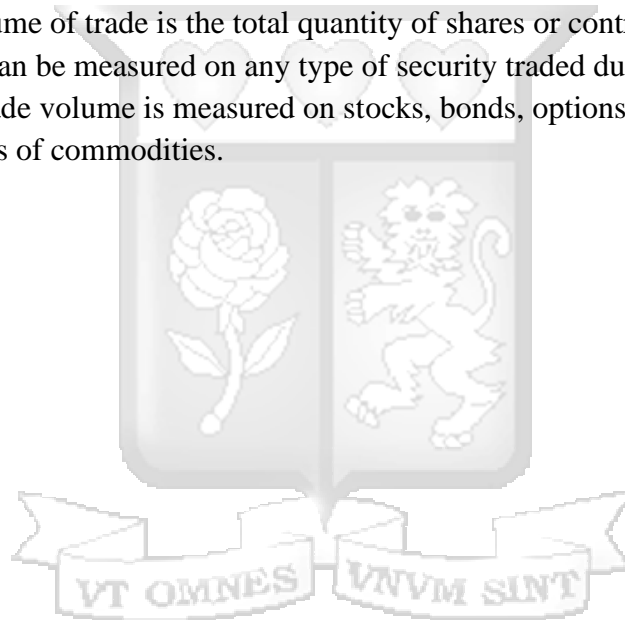 ume of trade is the total quantity of shares or cont
an be measured on any type of security traded du
de volume is measured on stocks, bonds, options
s of commodities.
VT OMNES VNVM SINT